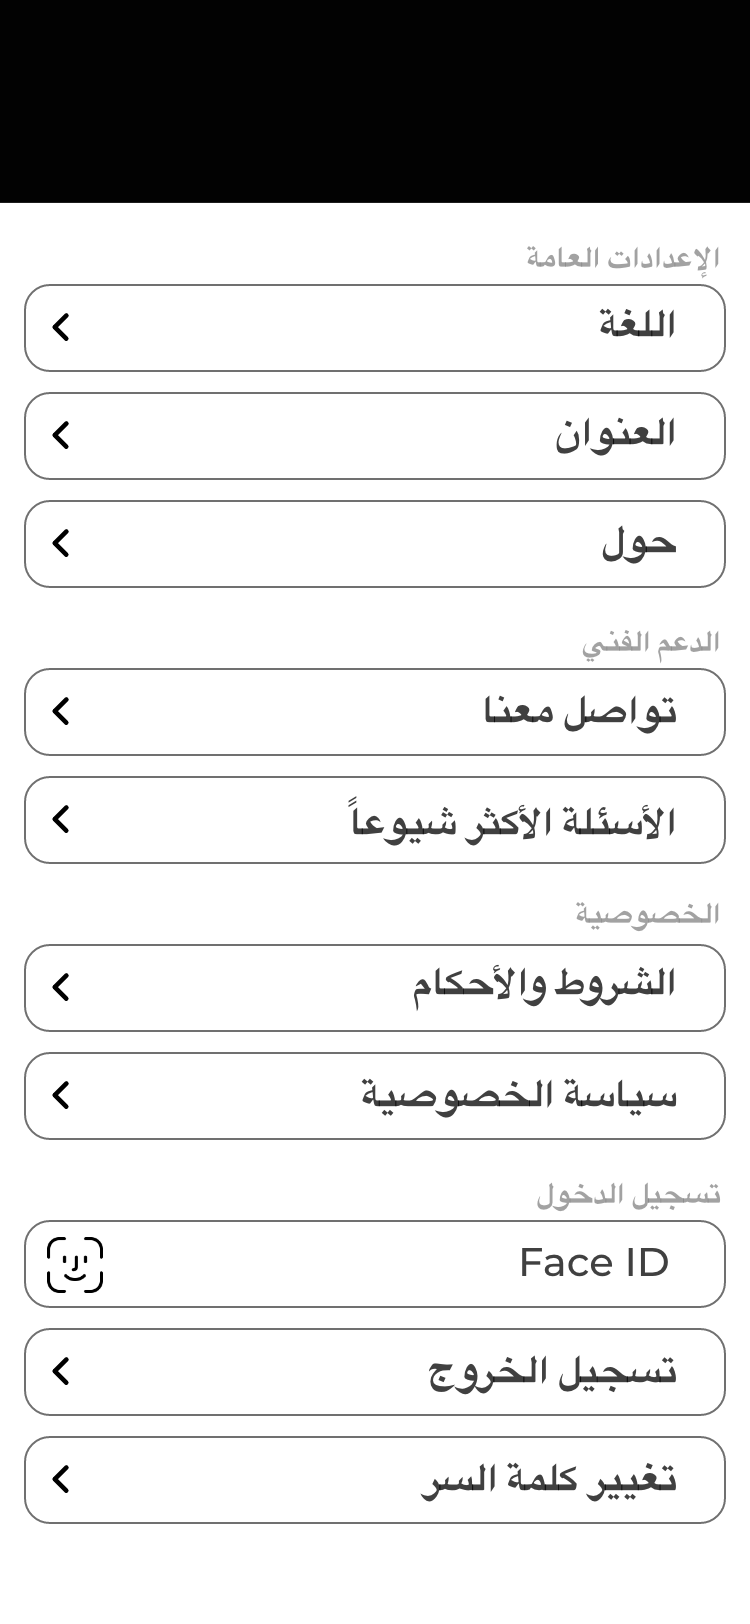 الإعدادات العامة
اللغة
العنوان
حول
الدعم الفني
تواصل معنا
الأسئلة الأكثر شيوعاً
الخصوصية
الشروط والأحكام
سياسة الخصوصية
تسجيل الدخول
Face ID
تسجيل الخروج
تغيير كلمة السر